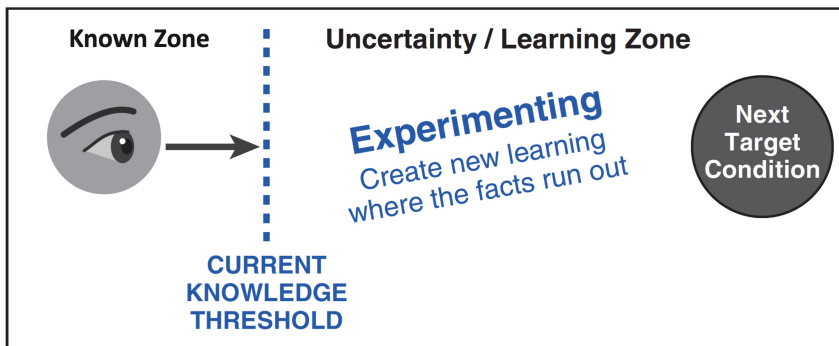 Known Zone
Uncertainty / Learning Zone
Experimenting
Create new learning
where the facts run out
Next
Target
Condition
CURRENT
KNOWLEDGE
THRESHOLD